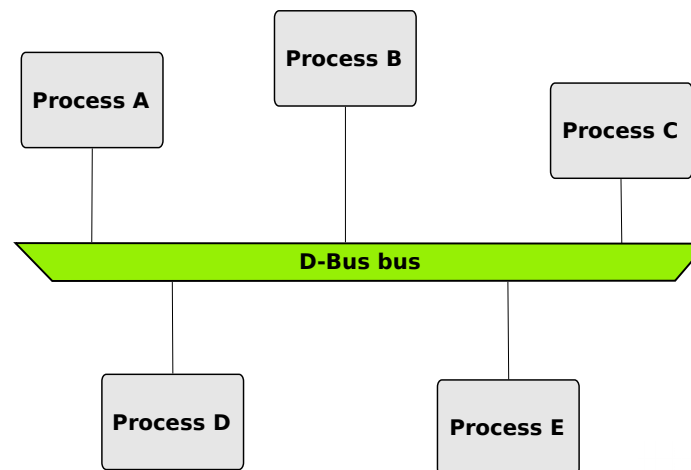 Process B
Process A
Process C
D-Bus bus
Process D
Process E